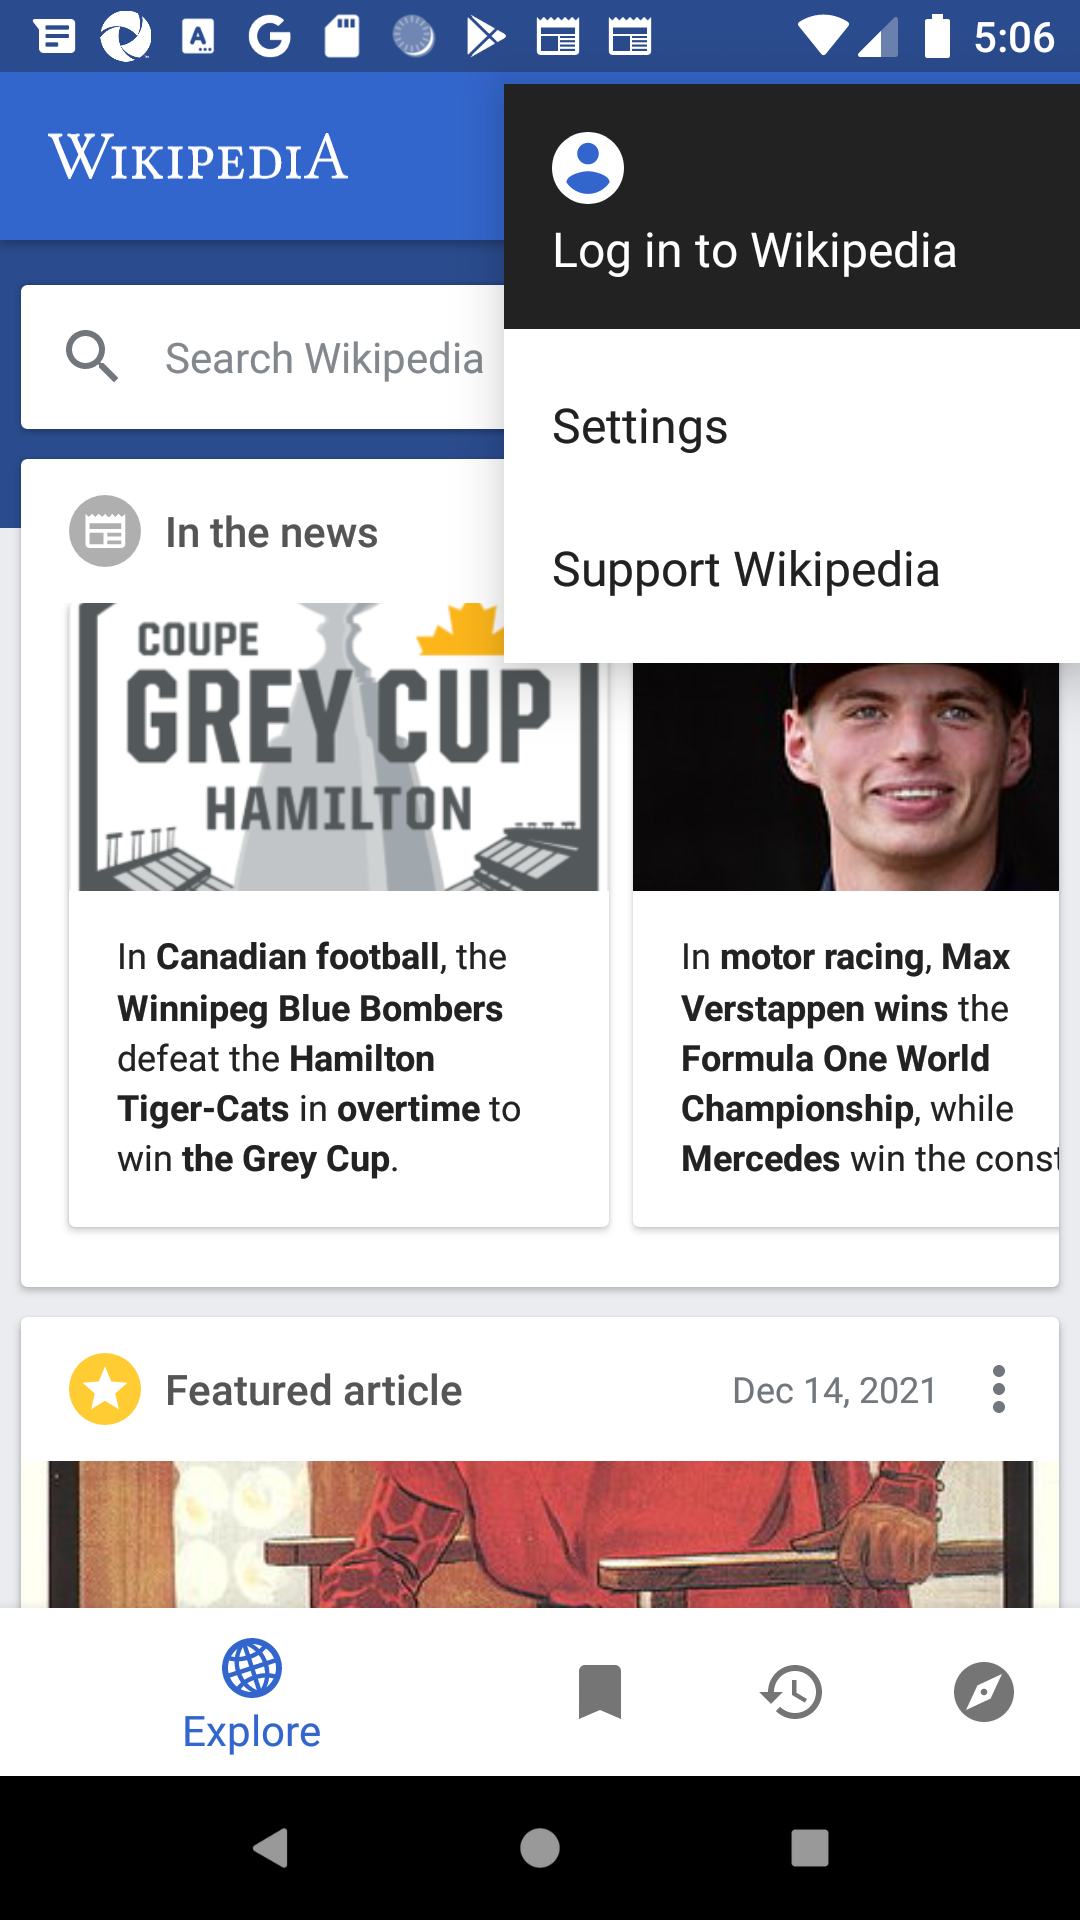 5:06
WIKIPEDIA
Log in to Wikipedia
Search Wikipedia
Settings
Support Wikipedia
In the news
COUPE
GREY CUP
HAMILTON
In Canadian football, the
Winnipeg Blue Bombers
defeat the Hamilton
Tiger-Cats in overtime to
win the Grey Cup.
In motor racing, Max
Verstappen wins the
Formula One World
Championship, while
Mercedes win the const
Featured article
Dec 14, 2021
Explore